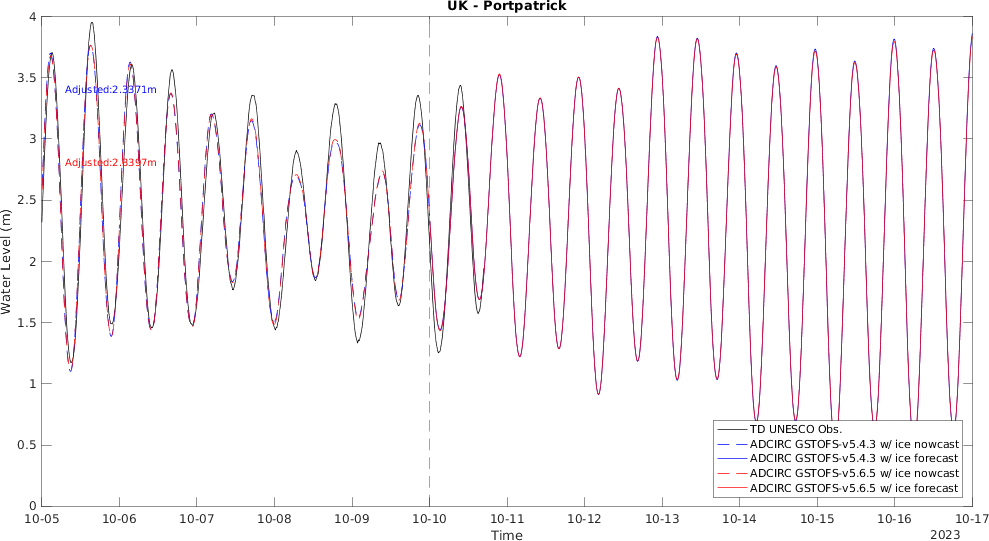 UK - Portpatrick
4
3.5
3
2.5
2
1.5
1
0.5
0
Water Level (m)
Adjusted:2.3371m
Adjusted:2.3397m
TD UNESCO Obs.
ADCIRC GSTOFS-v5.4.3 w/ ice nowcast
ADCIRC GSTOFS-v5.4.3 w/ ice forecast
ADCIRC GSTOFS-v5.6.5 w/ ice nowcast
ADCIRC GSTOFS-v5.6.5 w/ ice forecast
10-05 10-06 10-07 10-08 10-09 10-10 10-11 10-12 10-13 10-14 10-15 10-16 10-17
Time
2023